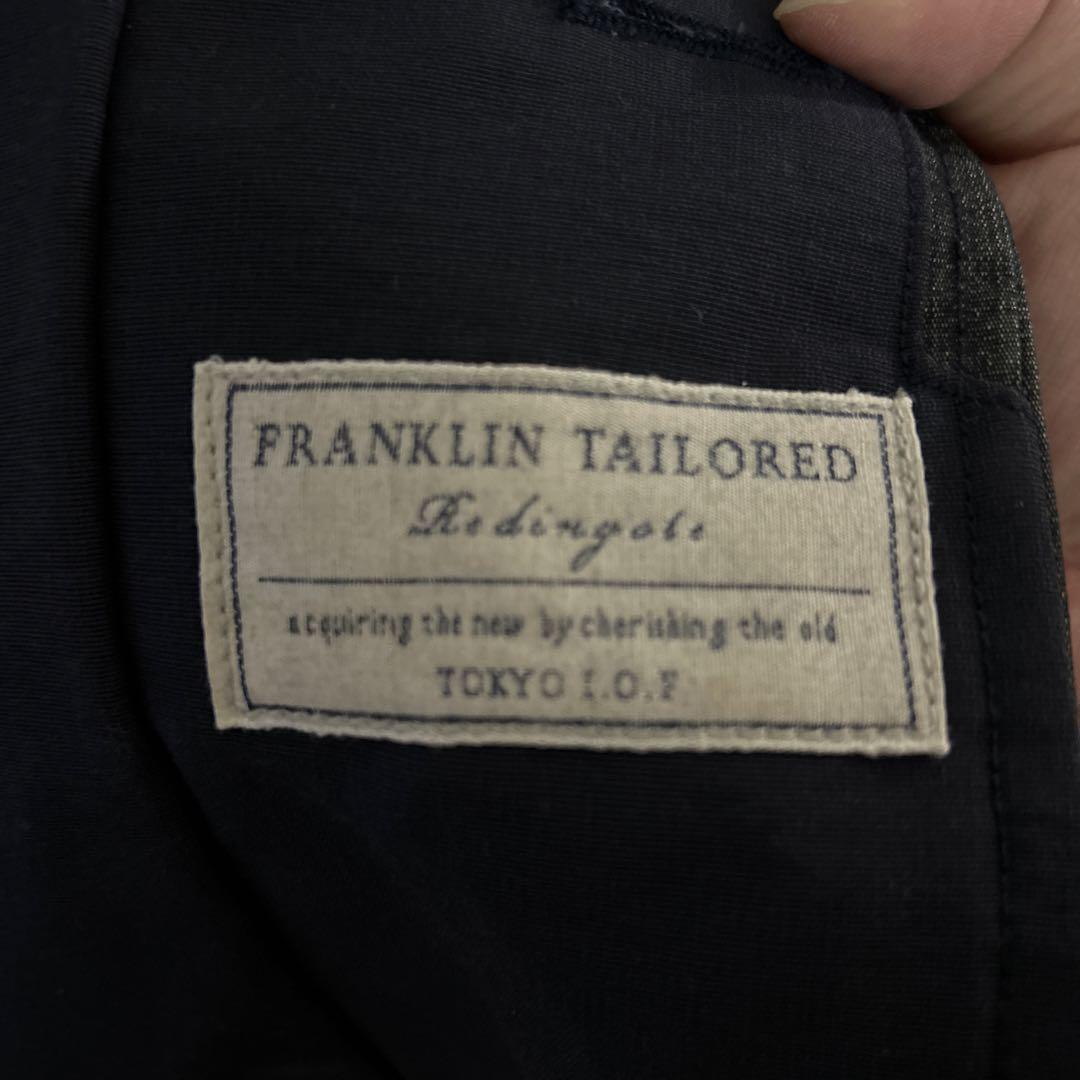 FRANKLIN TAILORED
Redingote
acquiring the new by cherishing the old
TOKYO I.O.F